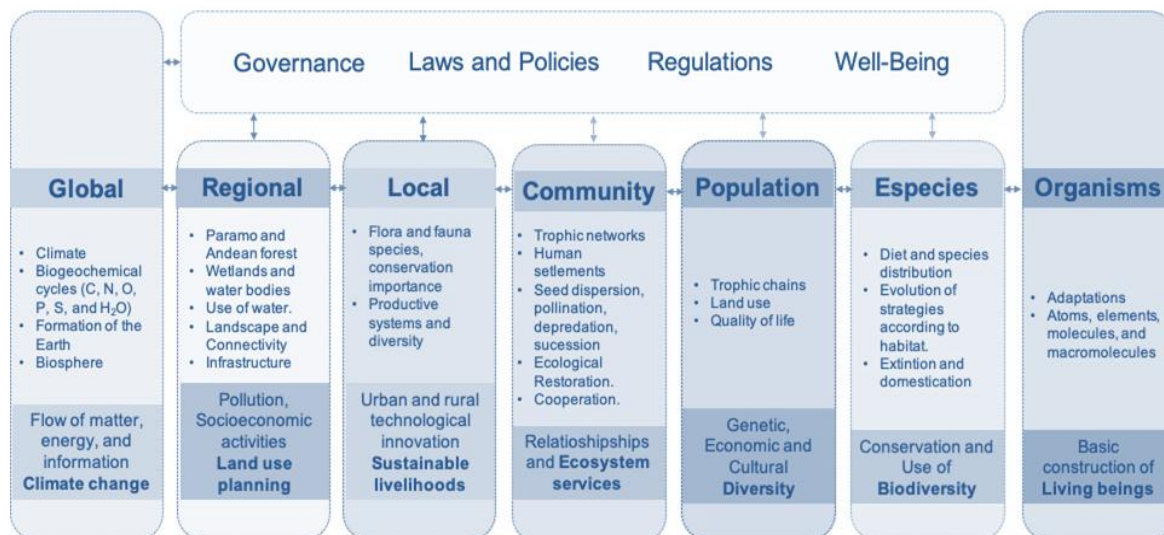 Governance Laws and Policies Regulations Well-Being
Global
• Climate
• Biogeochemical
cycles (C, N, O,
P, S, and H₂O)
• Formation of the
Earth
• Biosphere
Flow of matter,
energy, and
information
Climate change
Regional
• Paramo and
Andean forest
• Wetlands and
water bodies
• Use of water.
• Landscape and
Connectivity
• Infrastructure
Pollution,
Socioeconomic
activities
Land use
planning
Local
• Flora and fauna
species,
conservation
importance
• Productive
systems and
diversity
Urban and rural
technological
innovation
Sustainable
livelihoods
Community
• Trophic networks
• Human
setlements
• Seed dispersion,
pollination,
depredation,
sucession
• Ecological
Restoration.
• Cooperation.
Relatioshipships
and Ecosystem
services
Population
• Trophic chains
• Land use
• Quality of life
Genetic,
Economic and
Cultural
Diversity
Especies
• Diet and species
distribution
• Evolution of
strategies
according to
habitat.
• Extintion and
domestication
Conservation and
Use of
Biodiversity
Organisms
• Adaptations
• Atoms, elements,
molecules, and
macromolecules
Basic
construction of
Living beings